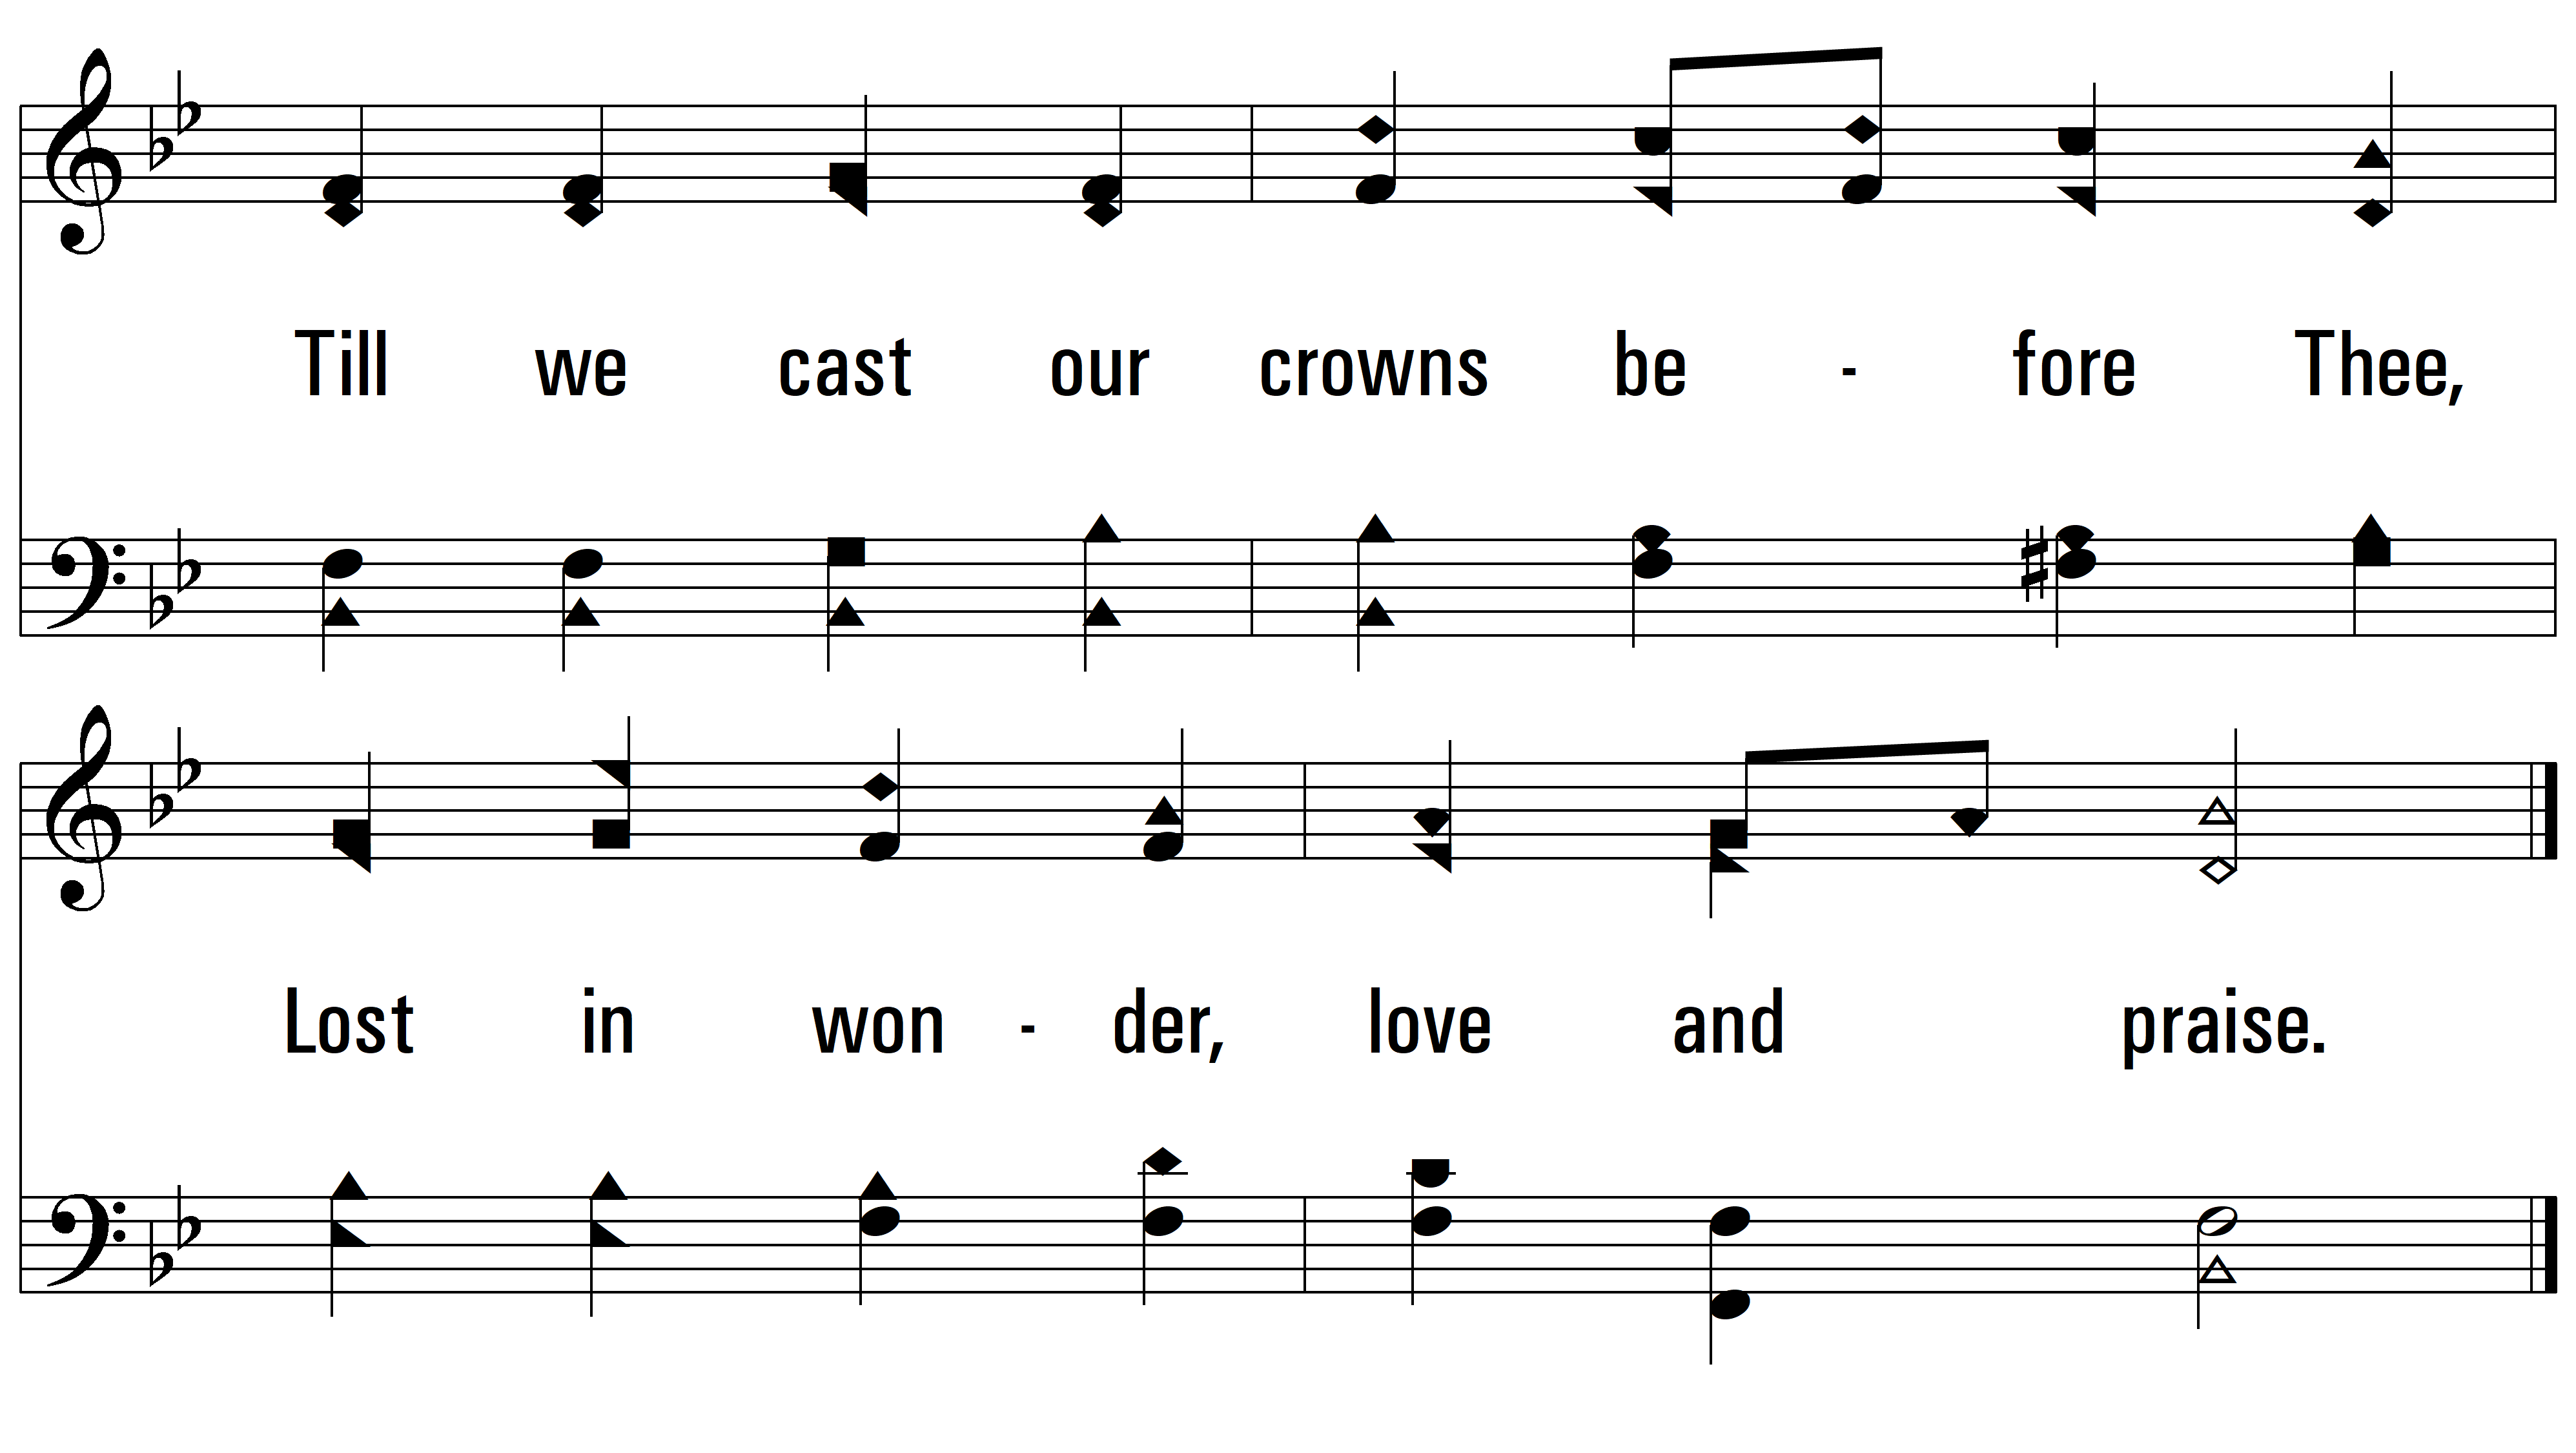 Till we cast our crowns be - fore Thee,
Lost in won - der, love and praise.